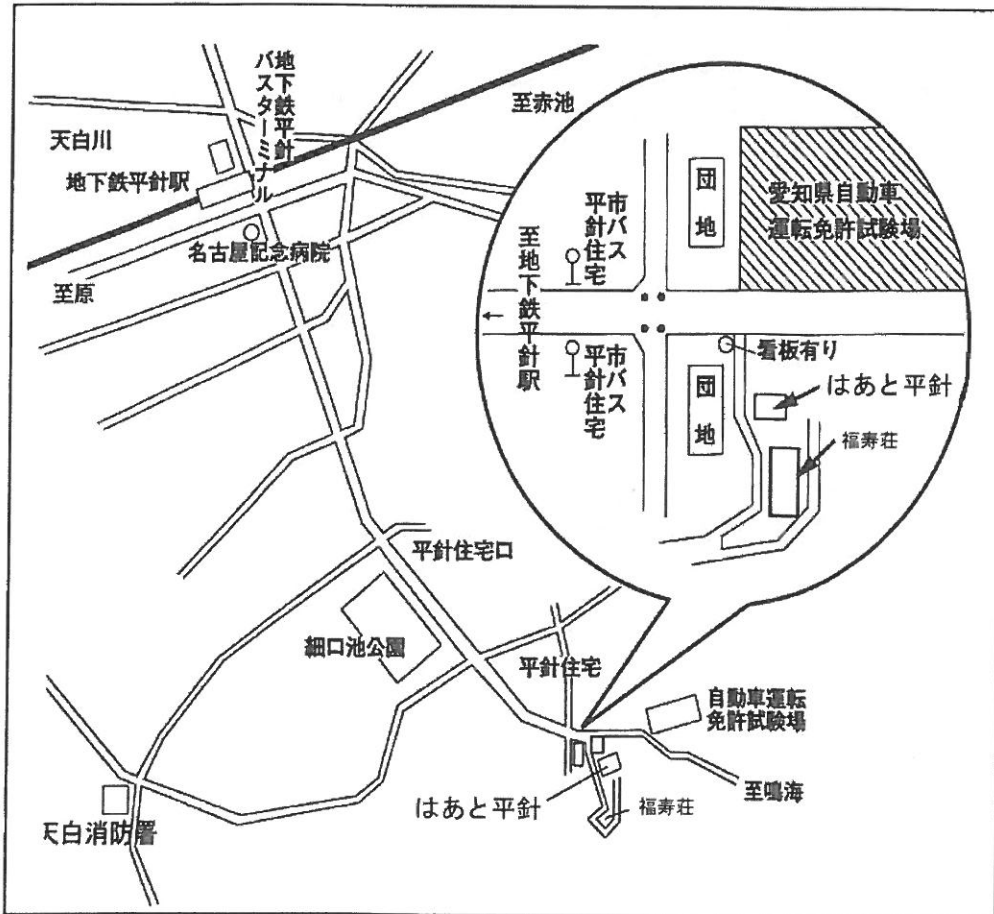 地下鉄平針
バスターミナル
至赤池
天白川
地下鉄平針駅
名古屋記念病院
至原
団地
愛知県自動車
運転免許試験場
市バス
平針住宅
至地下鉄平針駅
←
看板有り
市バス
平針住宅
団地
はあと平針
福寿荘
平針住宅口
細口池公園
平針住宅
自動車運転
免許試験場
至鳴海
はあと平針
福寿荘
天白消防署